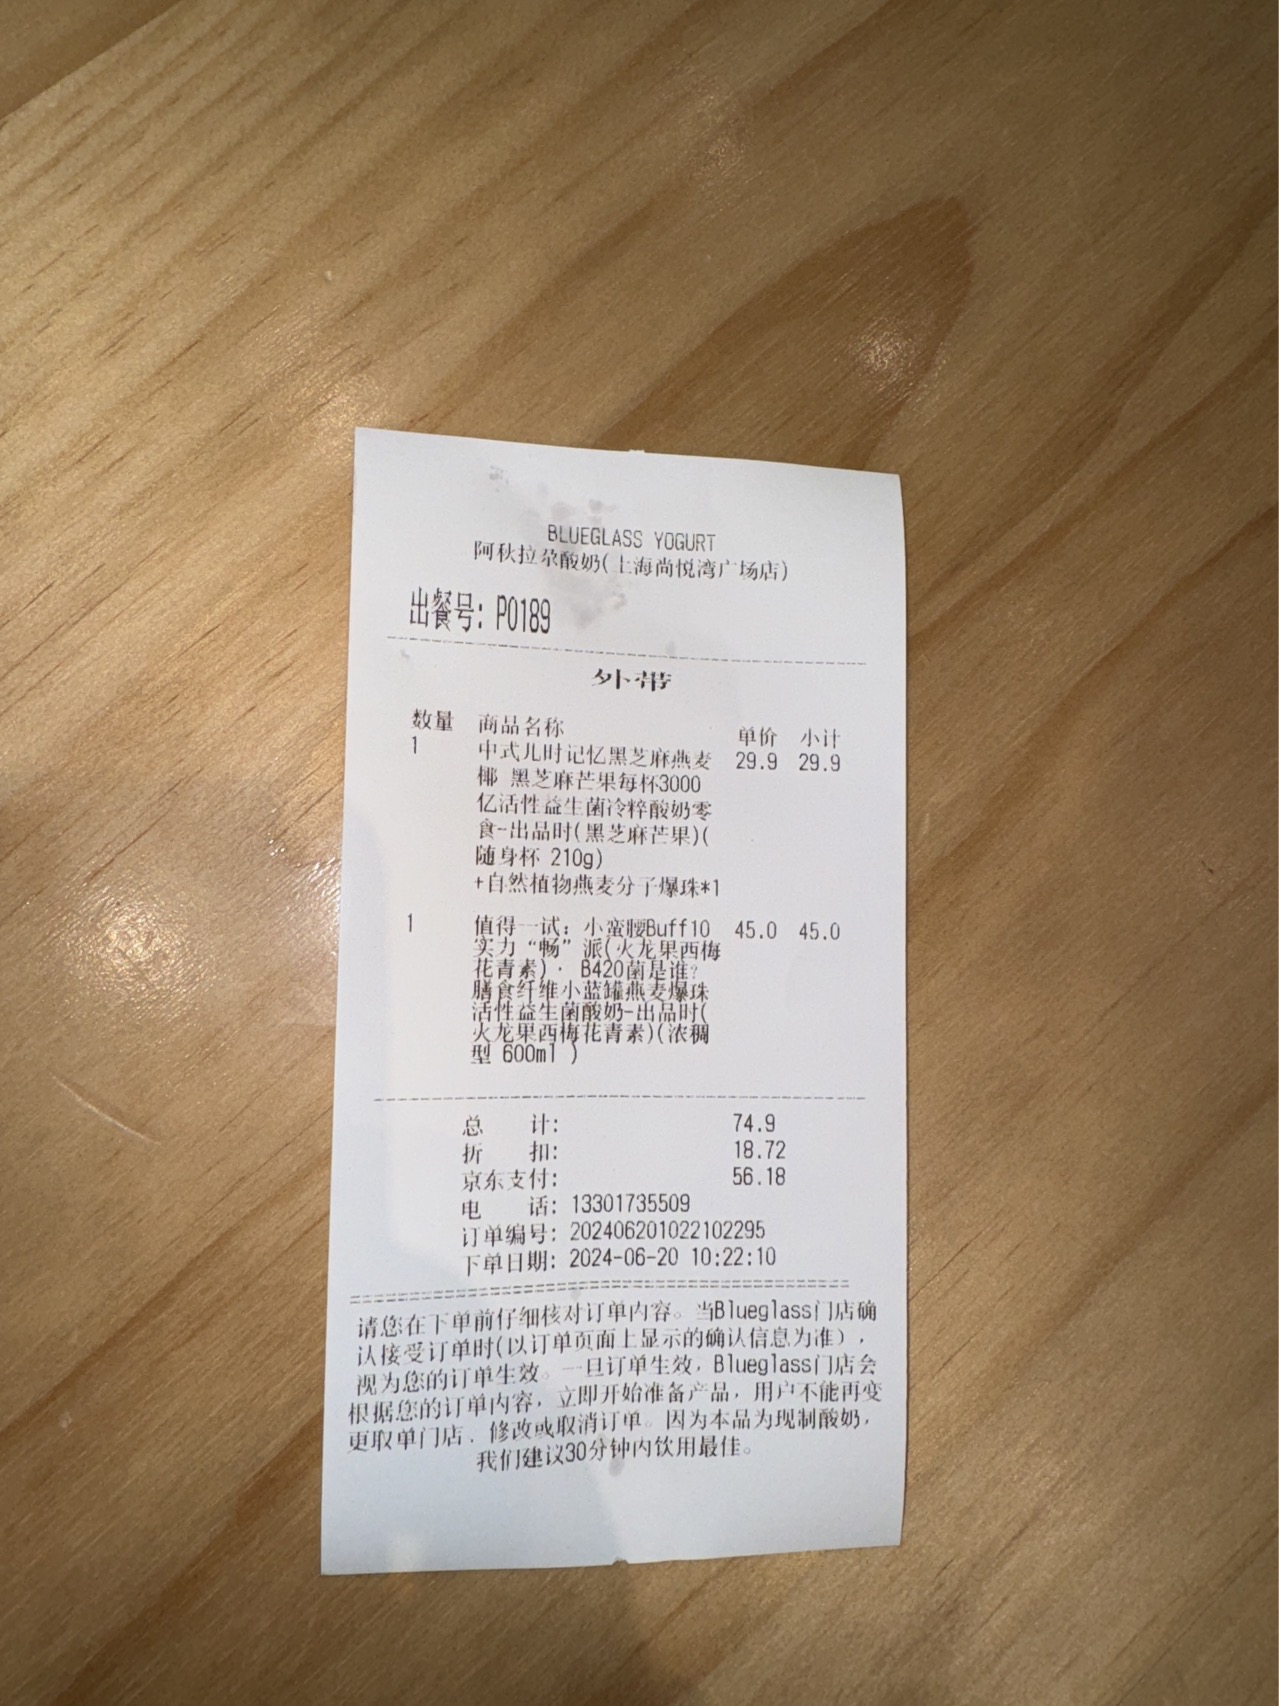 BLUEGLASS YOGURT
阿秋拉尕酸奶(上海尚悦湾广场店)
出餐号: P0189
外带
数量 商品名称 单价 小计
1 中式儿时记忆黑芝麻燕麦 29.9 29.9
椰 黑芝麻芒果每杯3000
亿活性益生菌冷粹酸奶零
食-出品时(黑芝麻芒果)(
随身杯 210g)
+自然植物燕麦分子爆珠*1
1 值得一试: 小蛮腰Buff10 45.0 45.0
实力“畅”派(火龙果西梅
花青素)· B420菌是谁?
膳食纤维小蓝罐燕麦爆珠
活性益生菌酸奶-出品时(
火龙果西梅花青素)(浓稠
型 600ml )
总 计: 74.9
折 扣: 18.72
京东支付: 56.18
电 话: 13301735509
订单编号: 202406201022102295
下单日期: 2024-06-20 10:22:10
请您在下单前仔细核对订单内容。当Blueglass门店确
认接受订单时(以订单页面上显示的确认信息为准),
视为您的订单生效。一旦订单生效, Blueglass门店会
根据您的订单内容, 立即开始准备产品, 用户不能再变
更取单门店、修改或取消订单。因为本品为现制酸奶,
我们建议30分钟内饮用最佳。